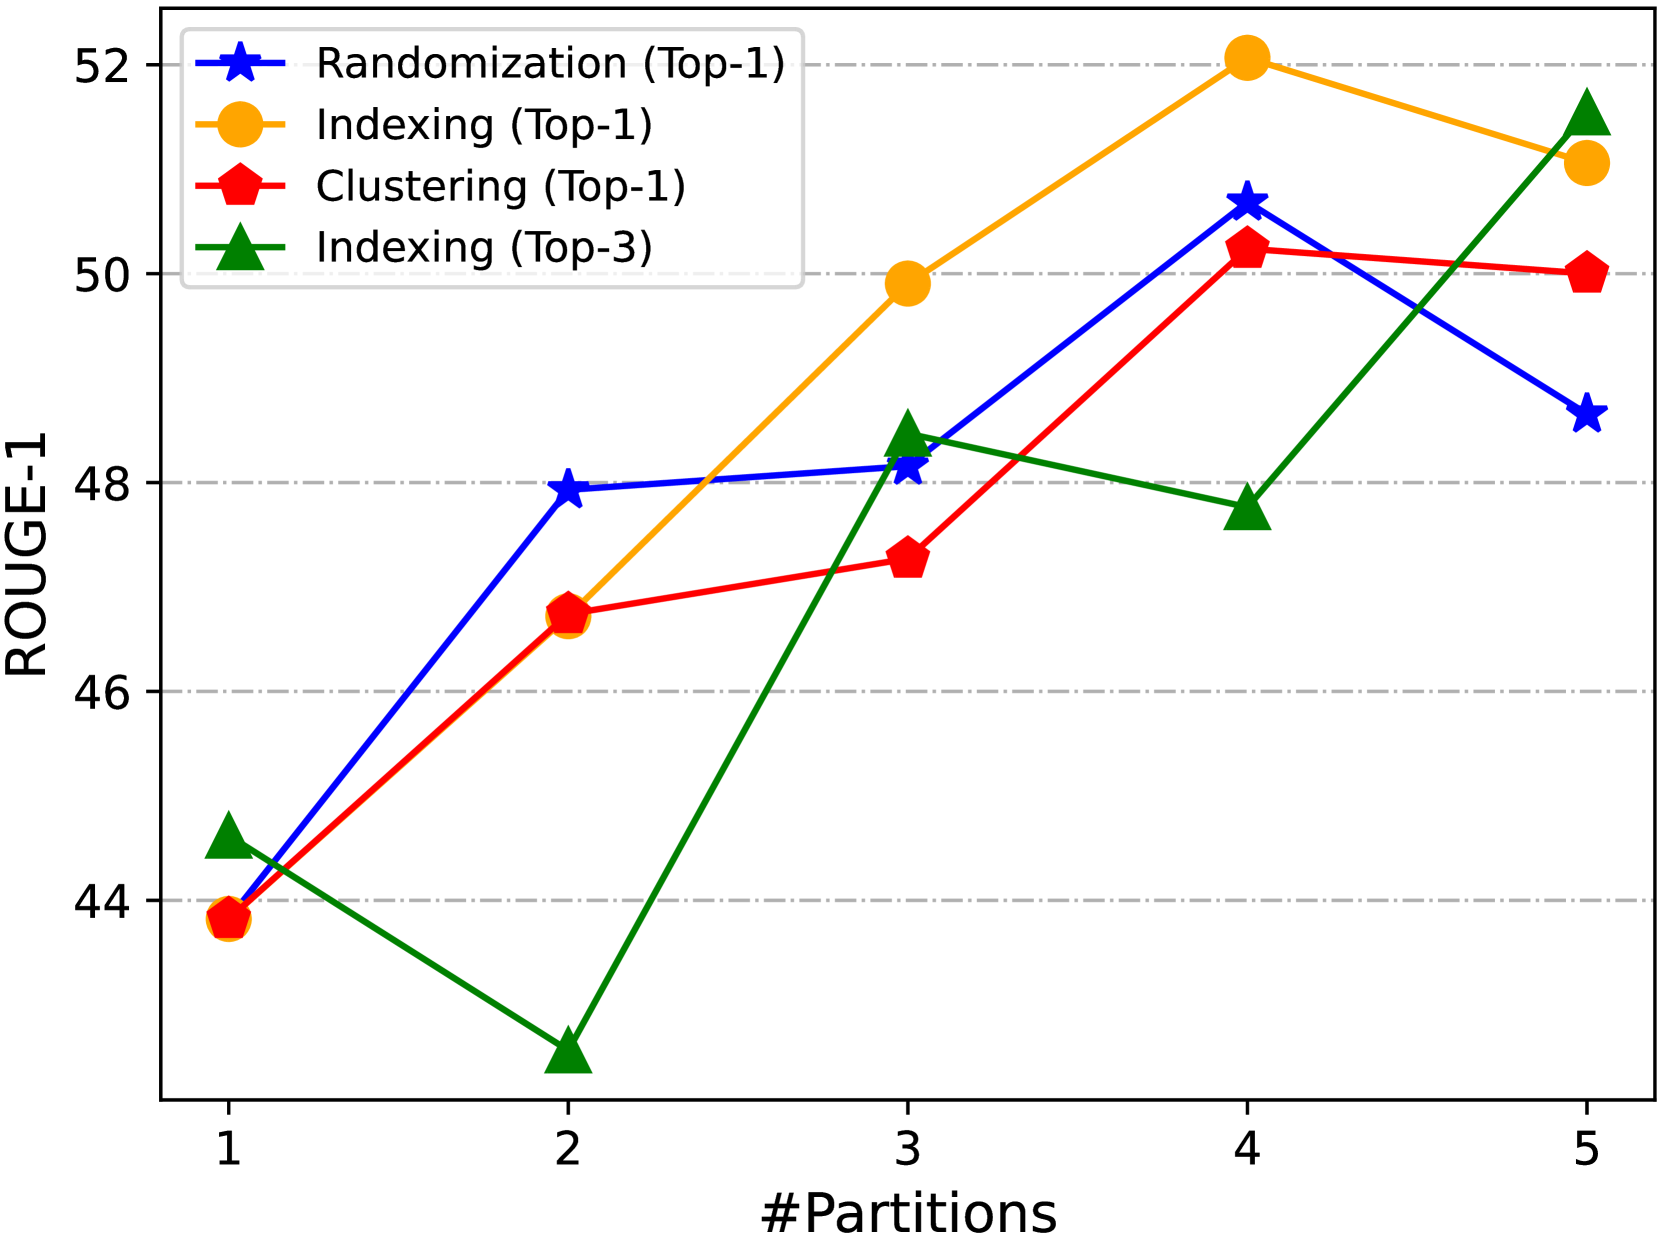 52
50
48
46
44
ROUGE-1
Randomization (Top-1)
Indexing (Top-1)
Clustering (Top-1)
Indexing (Top-3)
1 2 3 4 5
#Partitions